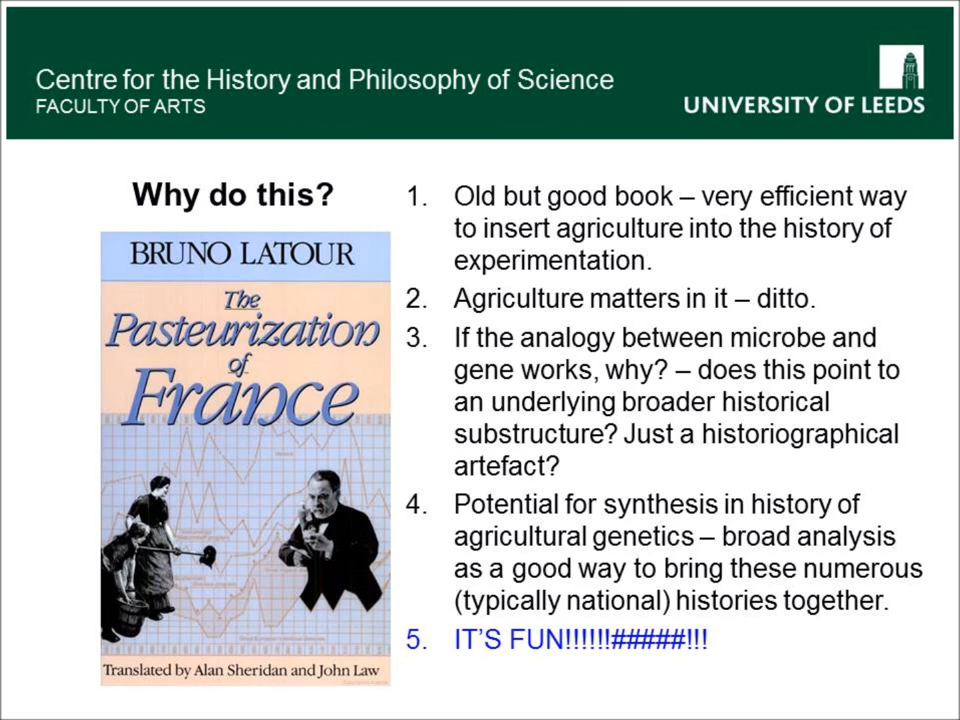 Centre for the History and Philosophy of Science
FACULTY OF ARTS
UNIVERSITY OF LEEDS
Why do this?
BRUNO LATOUR
The
Pasteurization
of
France
Translated by Alan Sheridan and John Law
1. Old but good book – very efficient way
to insert agriculture into the history of
experimentation.
2. Agriculture matters in it – ditto.
3. If the analogy between microbe and
gene works, why? – does this point to
an underlying broader historical
substructure? Just a historiographical
artefact?
4. Potential for synthesis in history of
agricultural genetics – broad analysis
as a good way to bring these numerous
(typically national) histories together.
5. IT’S FUN!!!!!!#####!!!